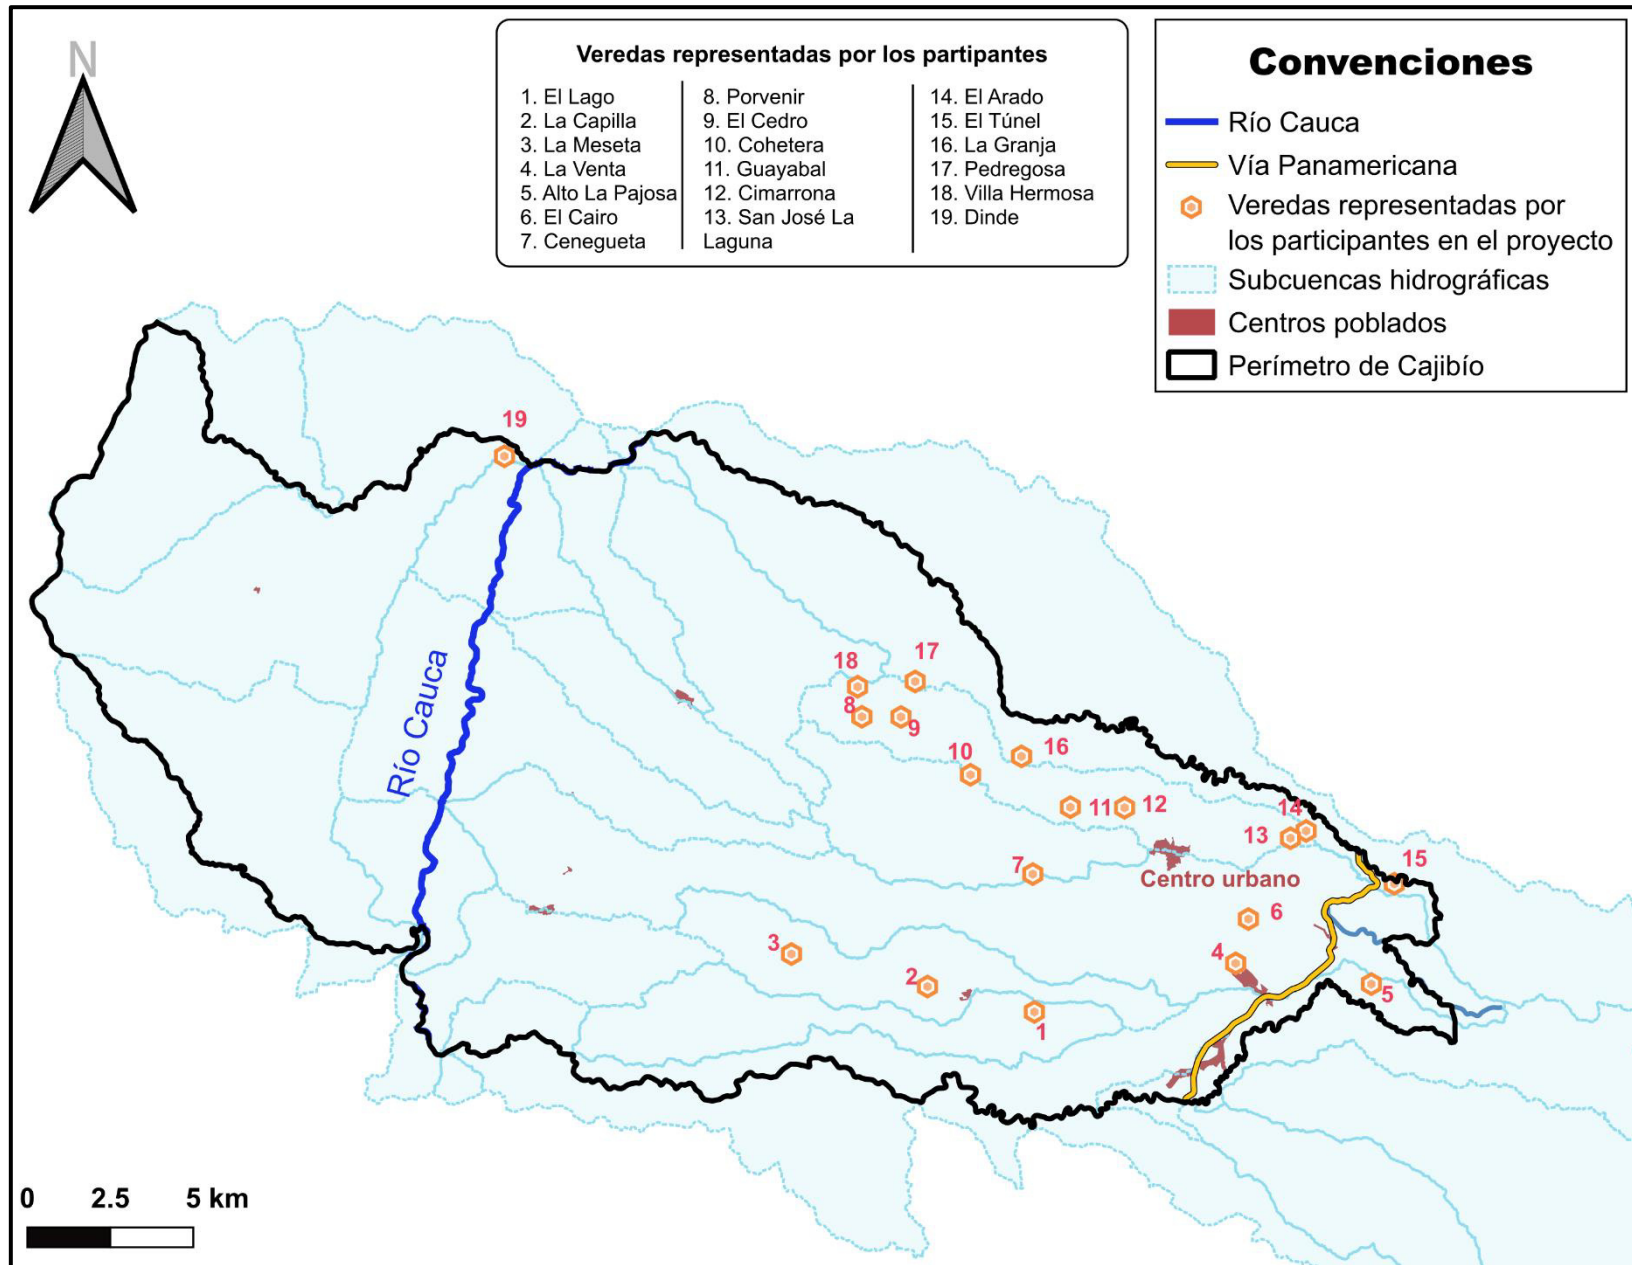 N
Veredas representadas por los partipantes
1. El Lago
2. La Capilla
3. La Meseta
4. La Venta
5. Alto La Pajosa
6. El Cairo
7. Cenegueta
8. Porvenir
9. El Cedro
10. Cohetera
11. Guayabal
12. Cimarrona
13. San José La
Laguna
14. El Arado
15. El Túnel
16. La Granja
17. Pedregosa
18. Villa Hermosa
19. Dinde
Convenciones
Río Cauca
Vía Panamericana
Veredas representadas por
los participantes en el proyecto
Subcuencas hidrográficas
Centros poblados
Perímetro de Cajibío
19
18
17
8
9
10
16
11
12
14
13
15
7
Centro urbano
6
3
4
2
5
1
Río Cauca
0 2.5 5 km